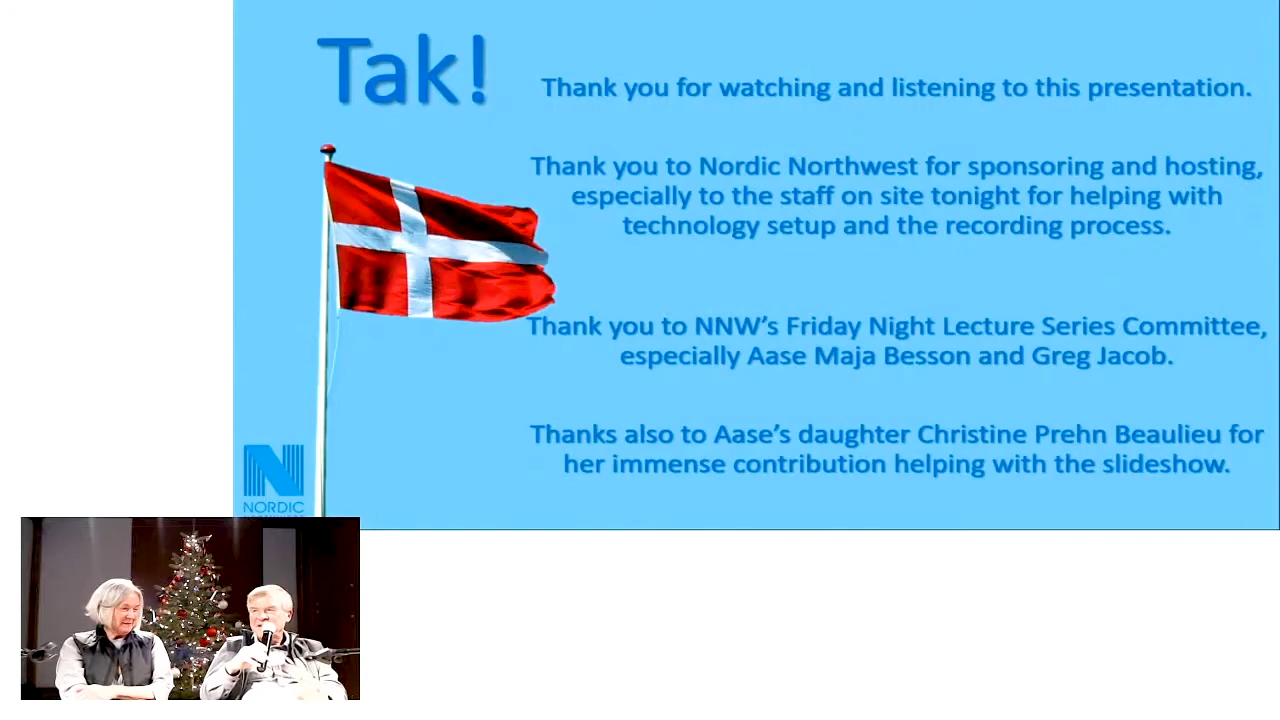 Tak!
Thank you for watching and listening to this presentation.
Thank you to Nordic Northwest for sponsoring and hosting,
especially to the staff on site tonight for helping with
technology setup and the recording process.
Thank you to NNW’s Friday Night Lecture Series Committee,
especially Aase Maja Besson and Greg Jacob.
Thanks also to Aase’s daughter Christine Prehn Beaulieu for
her immense contribution helping with the slideshow.
NORDIC